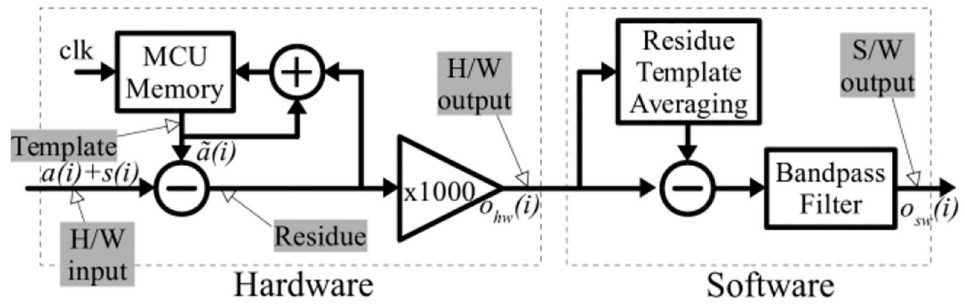 clk
MCU
Memory
+
Template
ã(i)
a(i)+s(i)
−
H/W
input
Residue
x1000
H/W
output
o_hw(i)
Hardware
Residue
Template
Averaging
−
Bandpass
Filter
S/W
output
o_sw(i)
Software